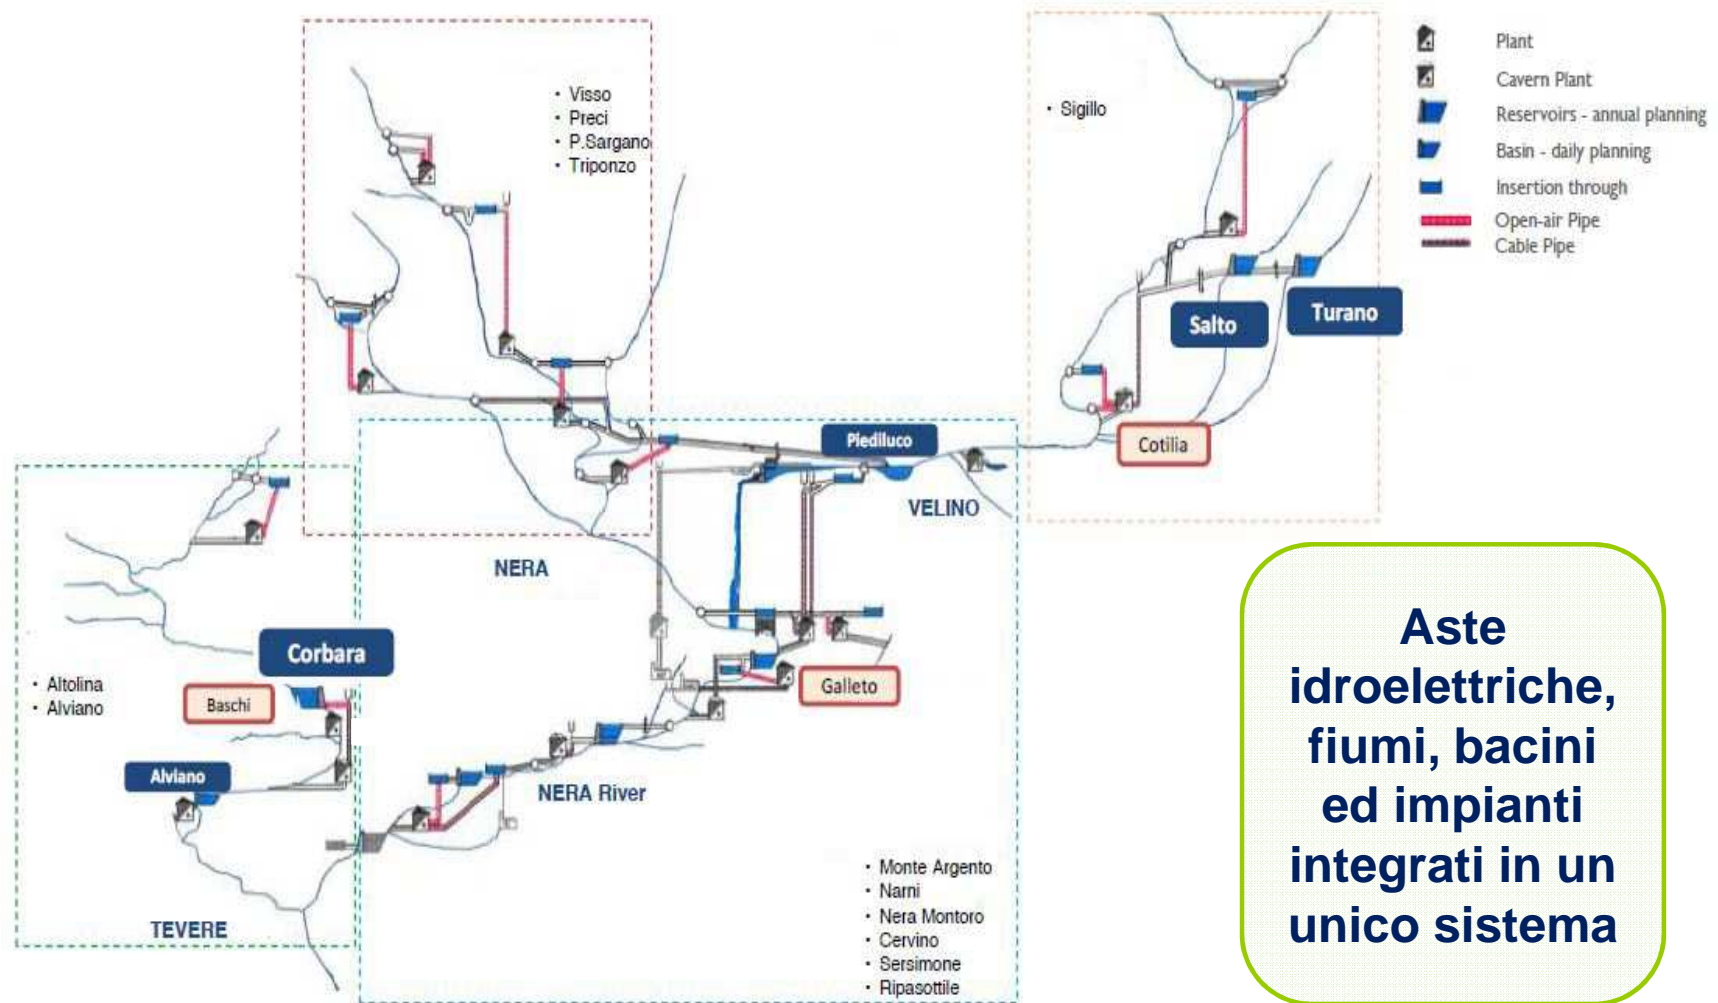 • Visso
• Preci
• P.Sargano
• Triponzo
• Sigillo
Plant
Cavern Plant
Reservoirs - annual planning
Basin - daily planning
Insertion through
Open-air Pipe
Cable Pipe
Salto
Turano
Cotilia
Piediluco
VELINO
NERA
Corbara
• Altolina
• Alviano
Baschi
Galleto
Alviano
NERA River
TEVERE
• Monte Argento
• Narni
• Nera Montoro
• Cervino
• Sersimone
• Ripasottile
Aste
idroelettriche,
fiumi, bacini
ed impianti
integrati in un
unico sistema